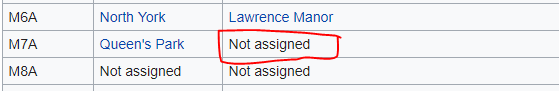 M6A North York Lawrence Manor
M7A Queen's Park Not assigned
M8A Not assigned Not assigned